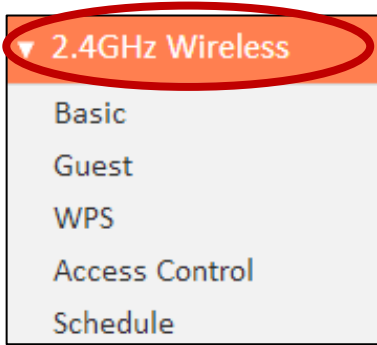 2.4GHz Wireless
Basic
Guest
WPS
Access Control
Schedule